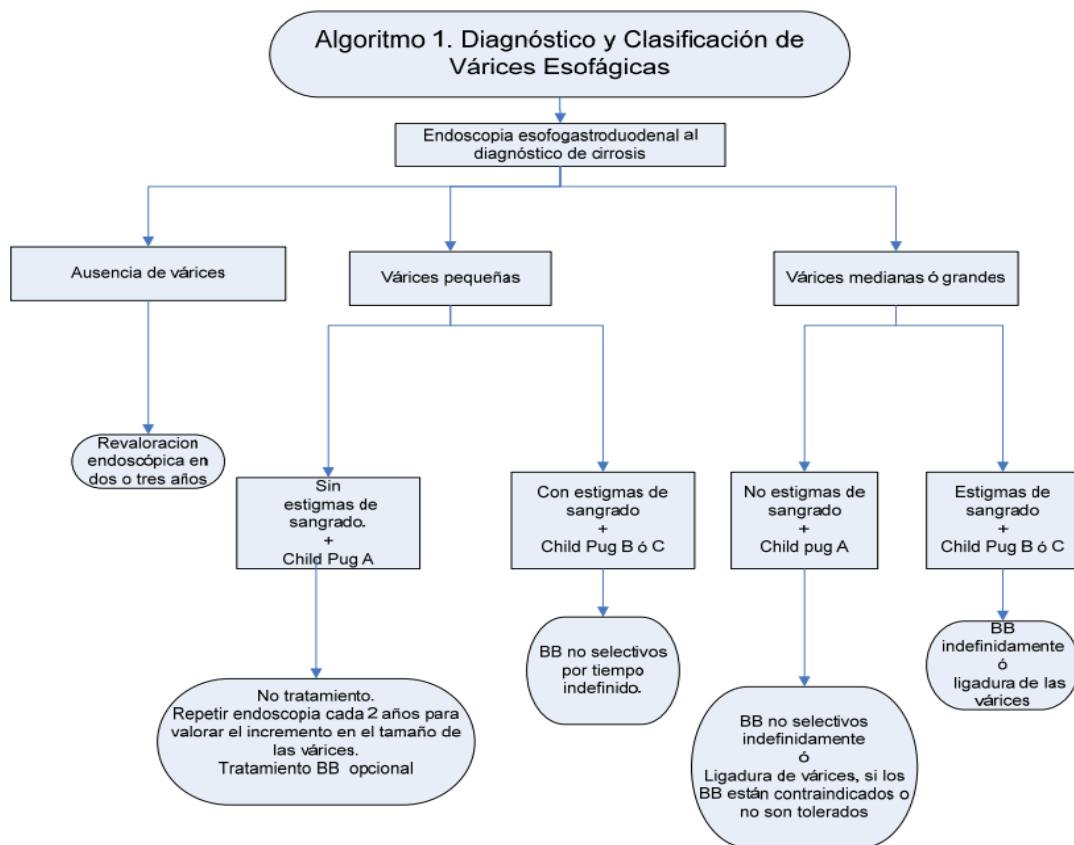 Algoritmo 1. Diagnóstico y Clasificación de
Várices Esofágicas
Endoscopia esofogastroduodenal al
diagnóstico de cirrosis
Ausencia de várices
Várices pequeñas
Várices medianas ó grandes
Revaloracion
endoscópica en
dos o tres años
Sin
estigmas de
sangrado.
+
Child Pug A
Con estigmas de
sangrado
+
Child Pug B ó C
No estigmas de
sangrado
+
Child pug A
Estigmas de
sangrado
+
Child Pug B ó C
No tratamiento.
Repetir endoscopia cada 2 años para
valorar el incremento en el tamaño de
las várices.
Tratamiento BB opcional
BB no selectivos
por tiempo
indefinido.
BB no selectivos
indefinidamente
ó
Ligadura de várices, si los
BB están contraindicados o
no son tolerados
BB
indefinidamente
ó
ligadura de las
várices